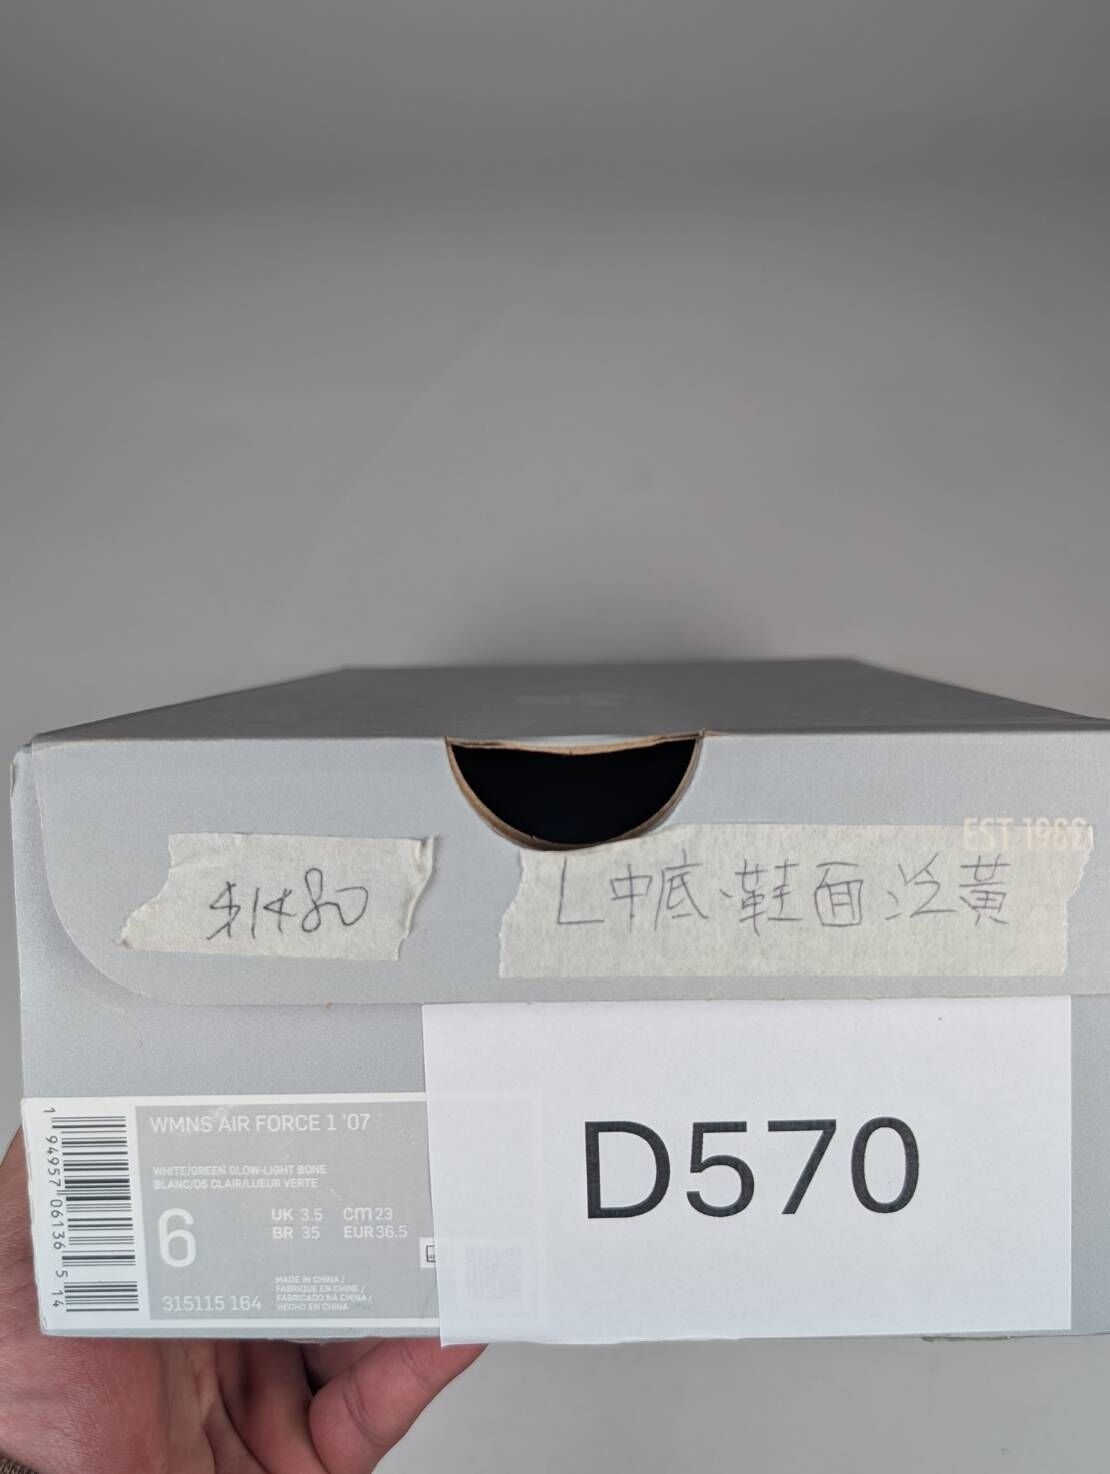 EST 1982
$1480
L中底、鞋面泛黃
WMNS AIR FORCE 1 '07
WHITE/GREEN GLOW-LIGHT BONE
BLANC/OS CLAIR/LUEUR VERTE
6
UK 3.5 cm 23
BR 35 EUR 36.5
315115 164
MADE IN CHINA /
FABRIQUE EN CHINE /
FABRICADO NA CHINA /
HECHO EN CHINA
1 94957 06136 5 14
D570